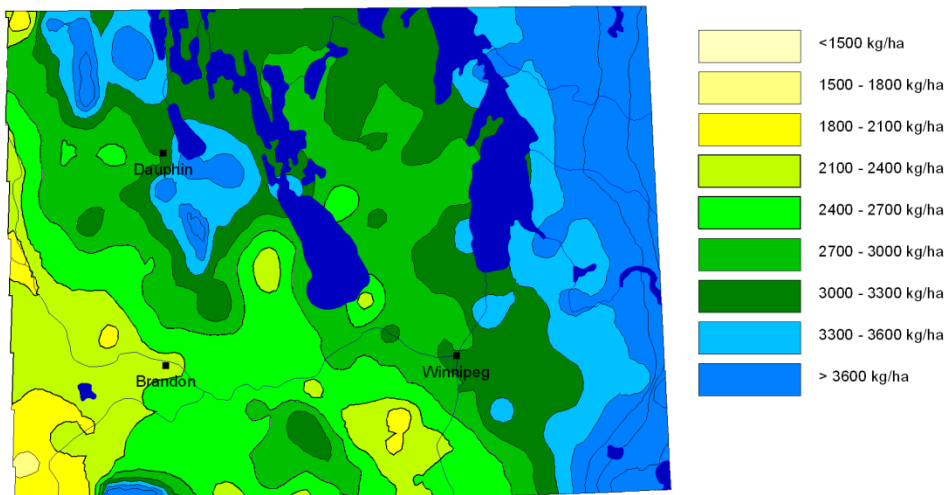 Dauphin
Brandon
Winnipeg
<1500 kg/ha
1500 - 1800 kg/ha
1800 - 2100 kg/ha
2100 - 2400 kg/ha
2400 - 2700 kg/ha
2700 - 3000 kg/ha
3000 - 3300 kg/ha
3300 - 3600 kg/ha
> 3600 kg/ha